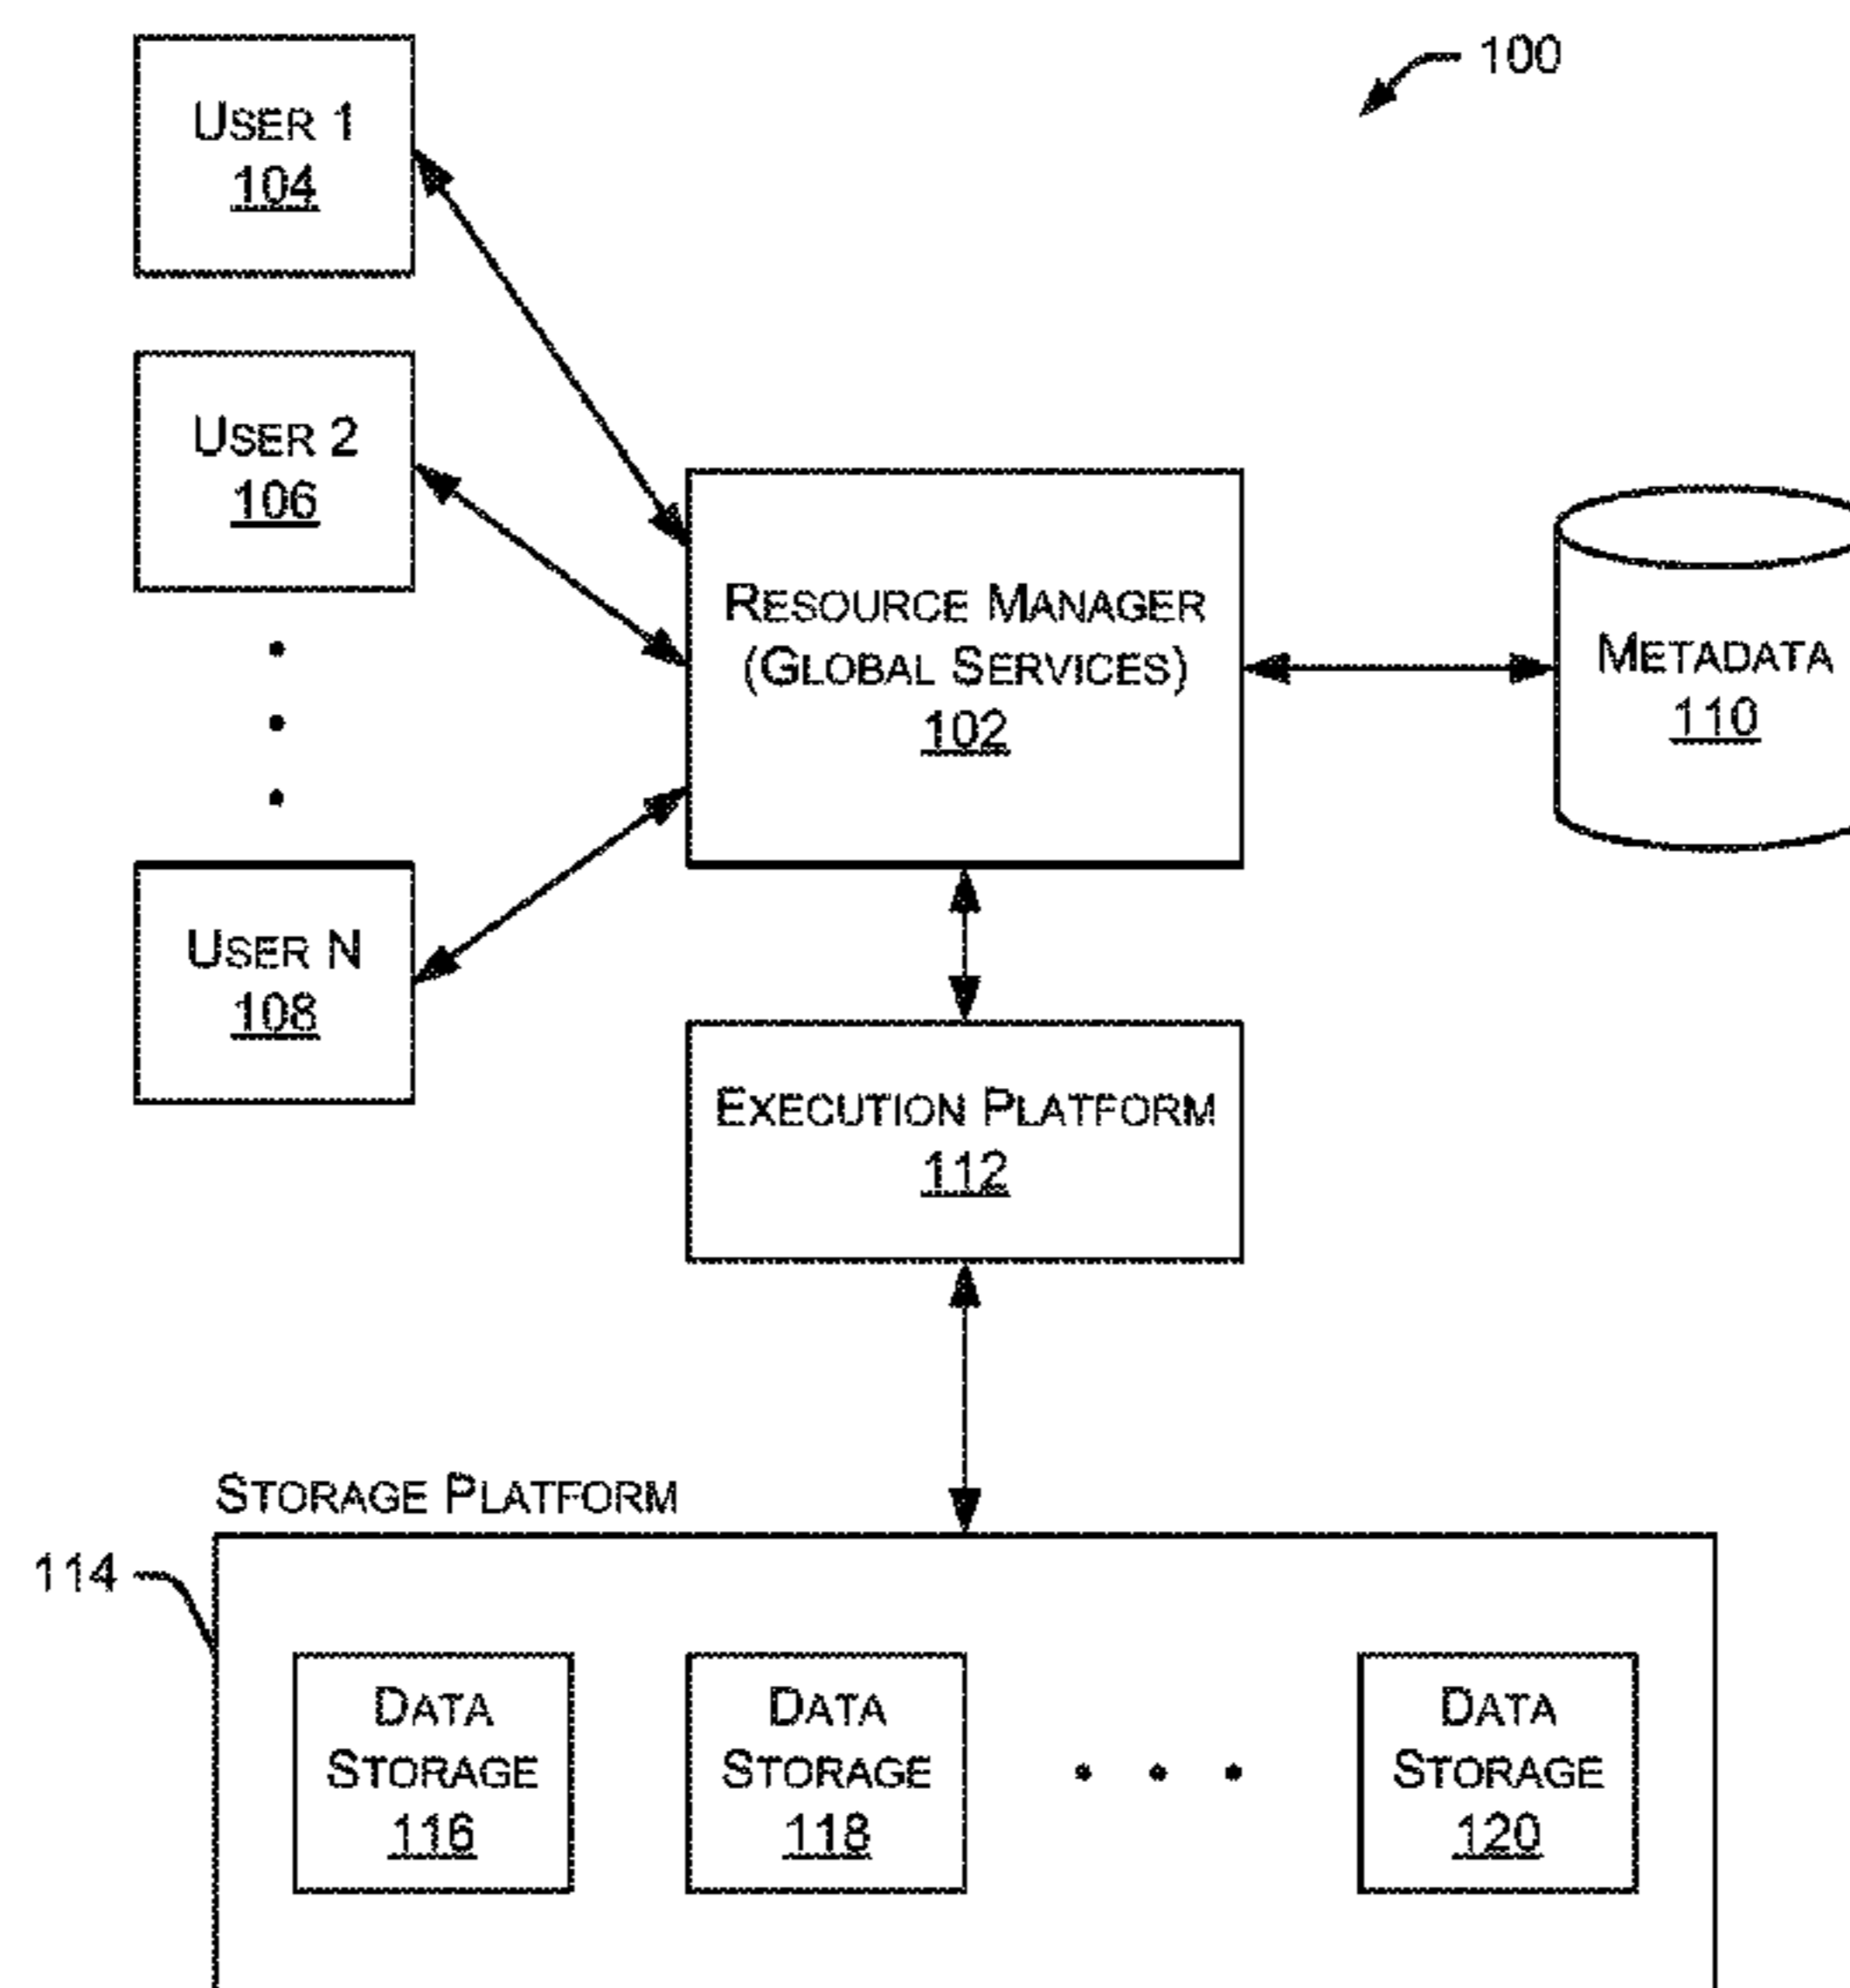 100
USER 1
104
USER 2
106
RESOURCE MANAGER
(GLOBAL SERVICES)
102
METADATA
110
USER N
108
EXECUTION PLATFORM
112
STORAGE PLATFORM
114
DATA
STORAGE
116
DATA
STORAGE
118
DATA
STORAGE
120